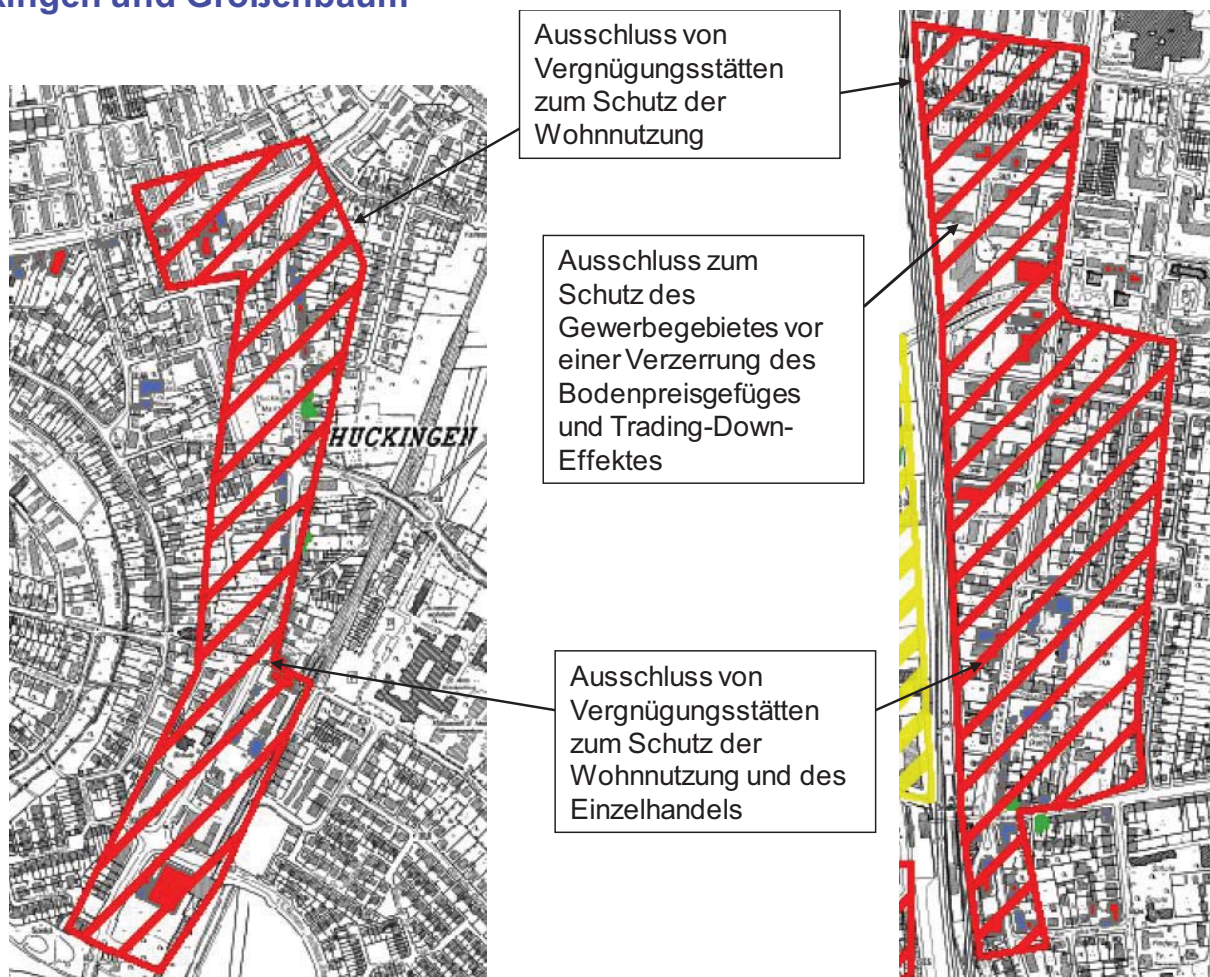 kingen und Großenbaum
Ausschluss von
Vergnügungsstätten
zum Schutz der
Wohnnutzung
Ausschluss zum
Schutz des
Gewerbegebietes vor
einer Verzerrung des
Bodenpreisgefüges
und Trading-Down-
Effektes
HUCKINGEN
Ausschluss von
Vergnügungsstätten
zum Schutz der
Wohnnutzung und des
Einzelhandels